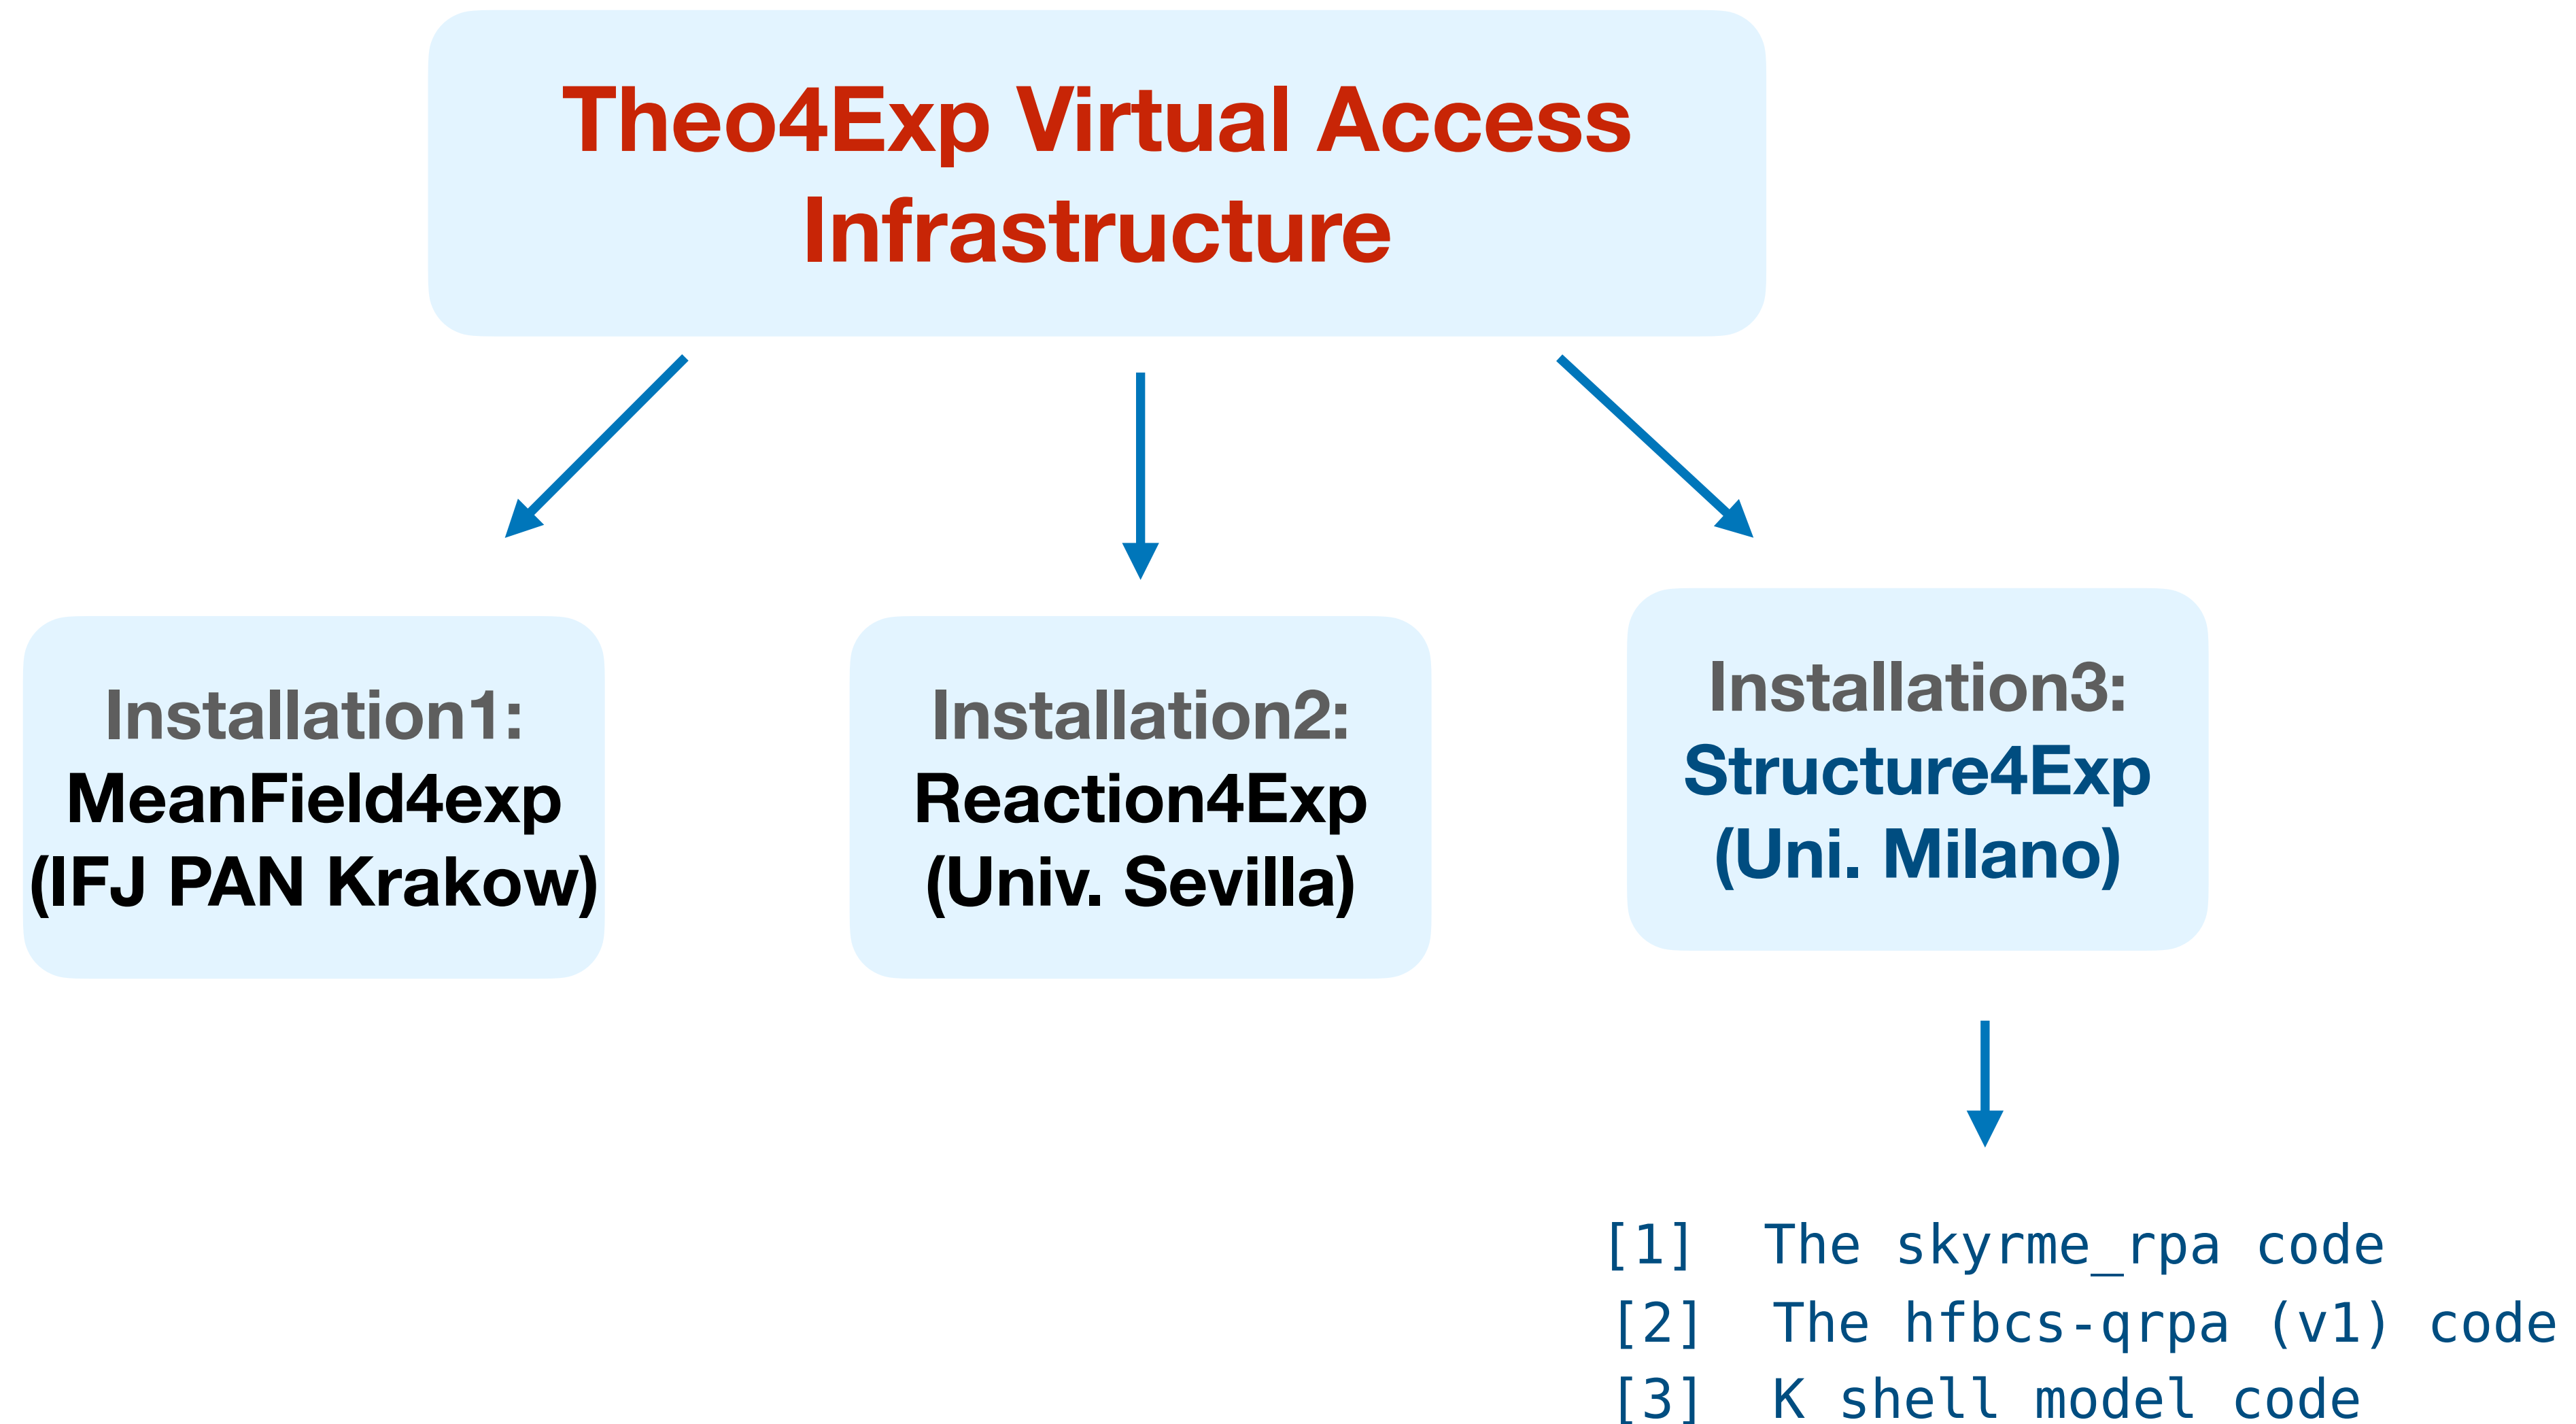 Theo4Exp Virtual Access
Infrastructure
Installation1:
MeanField4exp
(IFJ PAN Krakow)
Installation2:
Reaction4Exp
(Univ. Sevilla)
Installation3:
Structure4Exp
(Uni. Milano)
[1] The skyrme_rpa code
[2] The hfbcs-qrpa (v1) code
[3] K shell model code